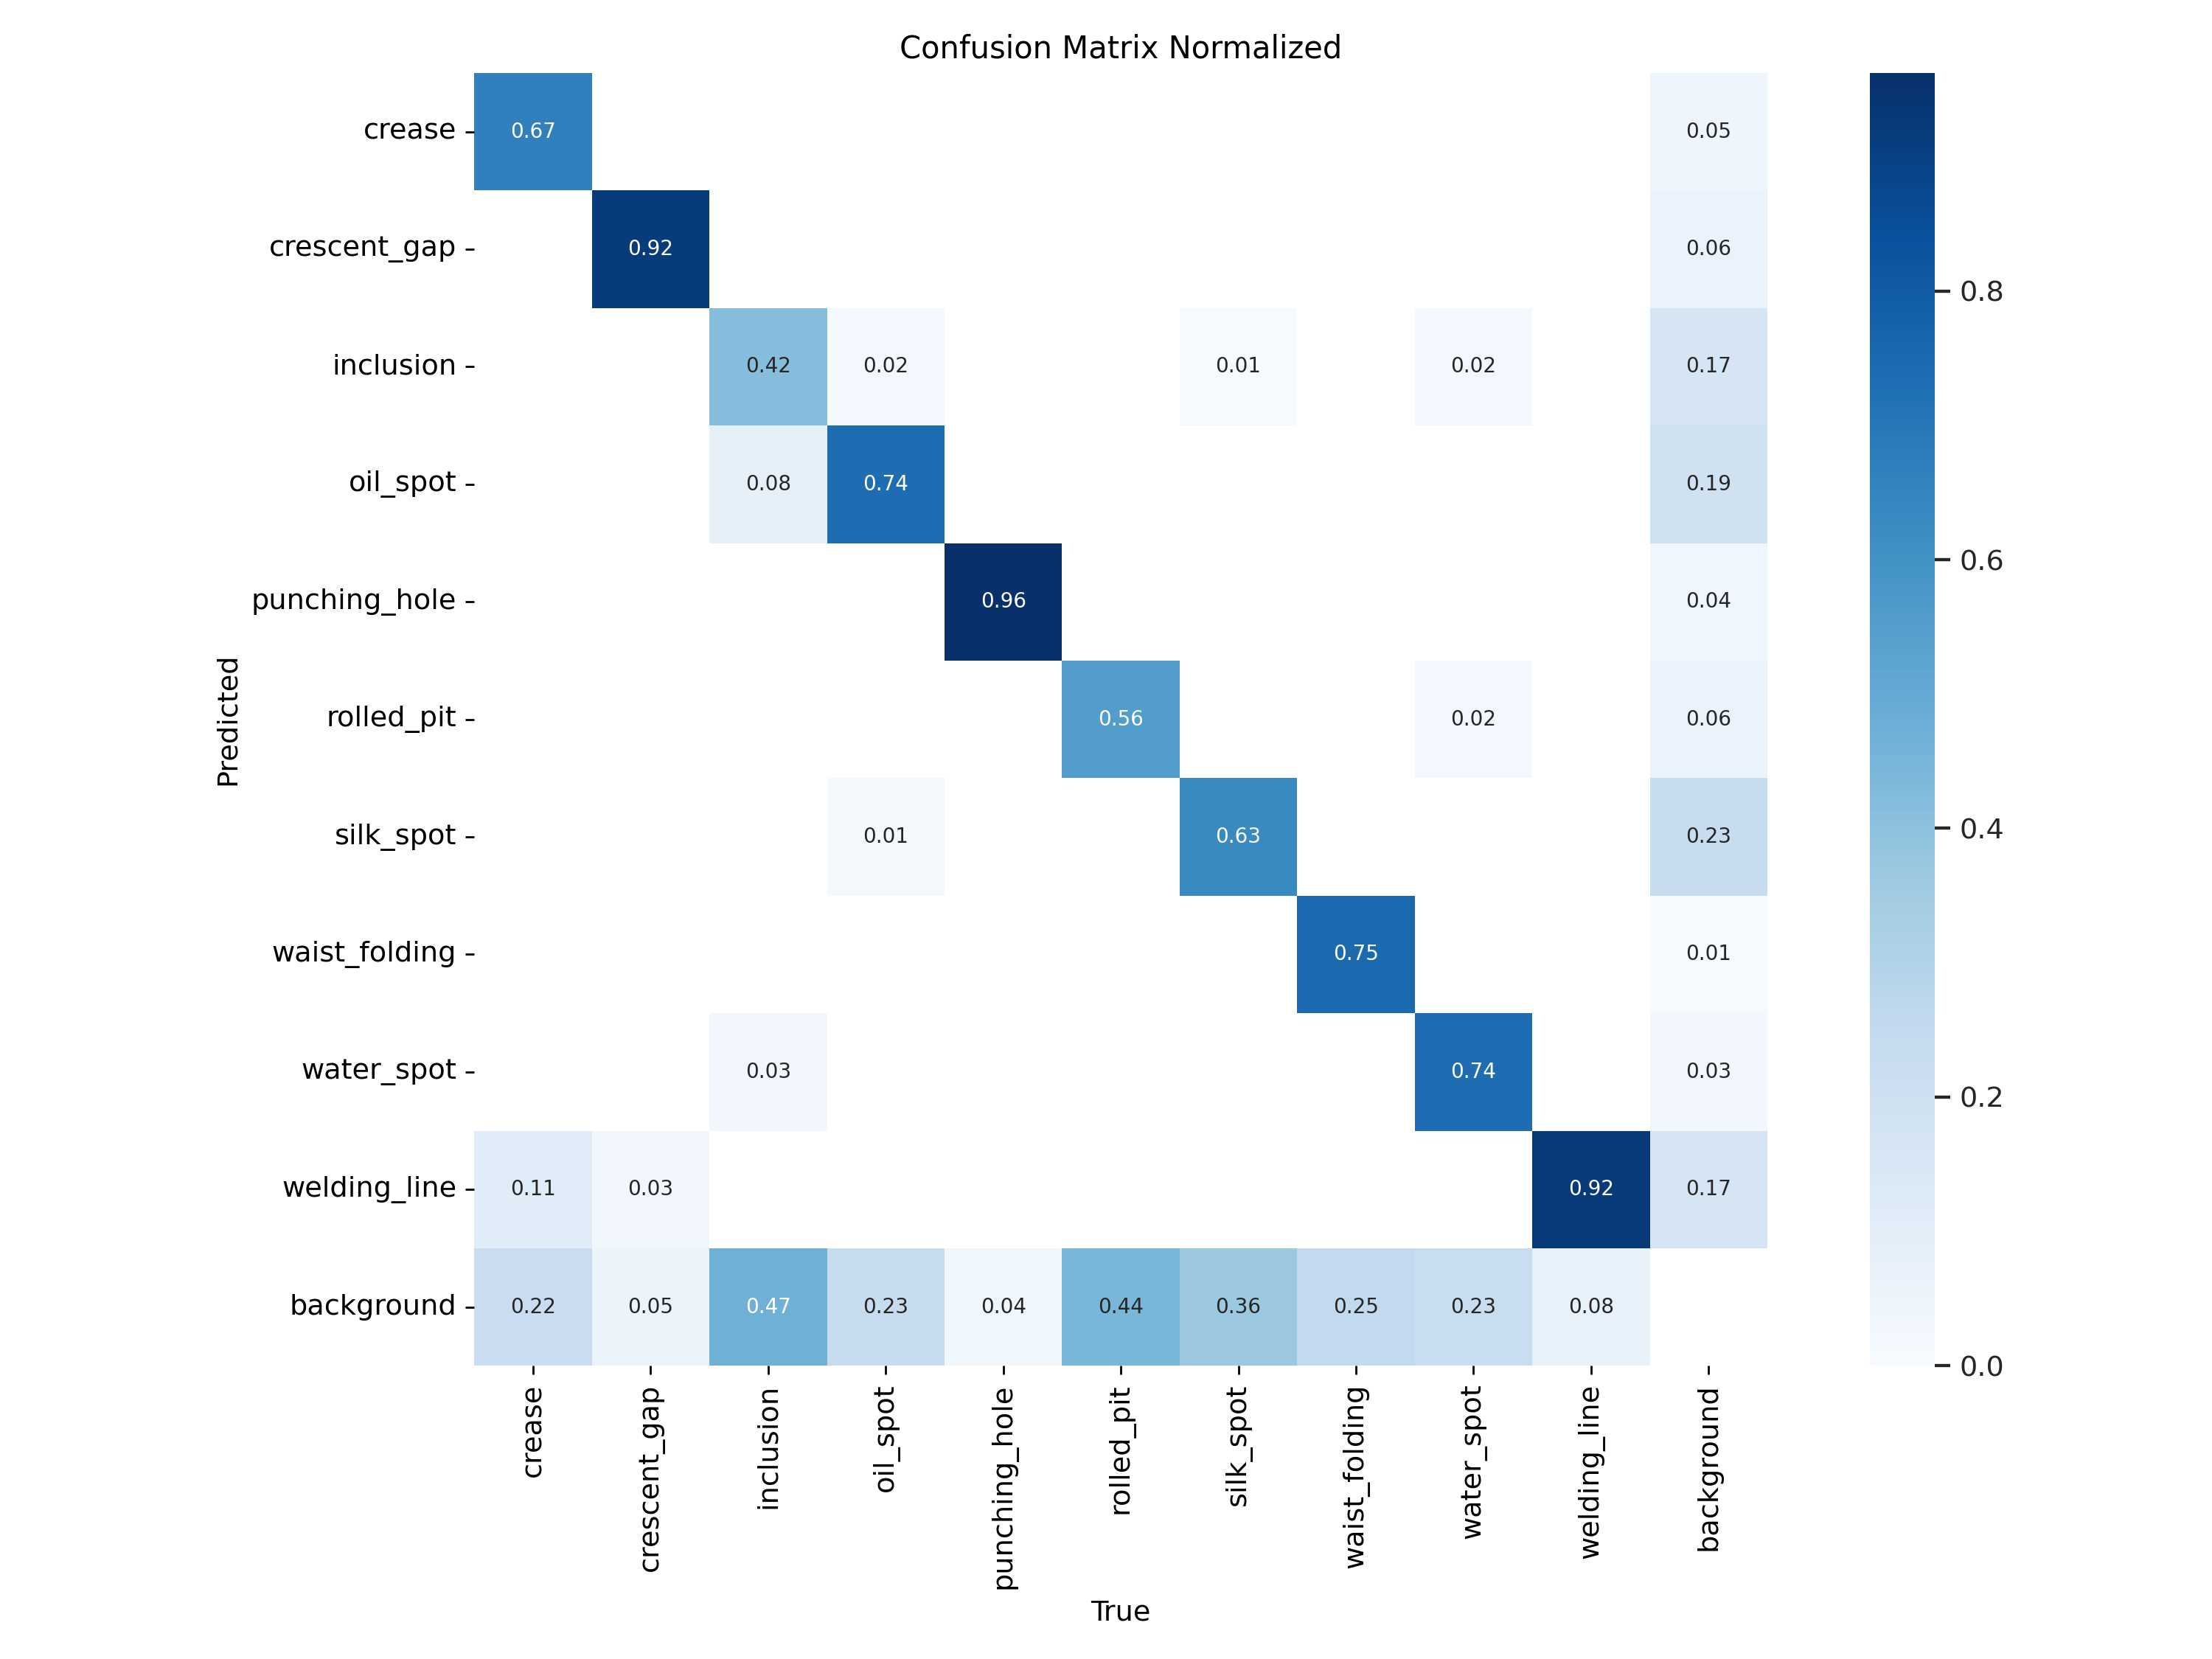 Confusion Matrix Normalized
crease 0.67 0.05
crescent_gap 0.92 0.06
0.8
inclusion 0.42 0.02 0.01 0.02 0.17
oil_spot 0.08 0.74 0.19
0.6
punching_hole 0.96 0.04
Predicted
rolled_pit 0.56 0.02 0.06
0.4
silk_spot 0.01 0.63 0.23
waist_folding 0.75 0.01
water_spot 0.03 0.74 0.03
0.2
welding_line 0.11 0.03 0.92 0.17
background 0.22 0.05 0.47 0.23 0.04 0.44 0.36 0.25 0.23 0.08
0.0
crease
crescent_gap
inclusion
oil_spot
punching_hole
rolled_pit
silk_spot
waist_folding
water_spot
welding_line
background
True